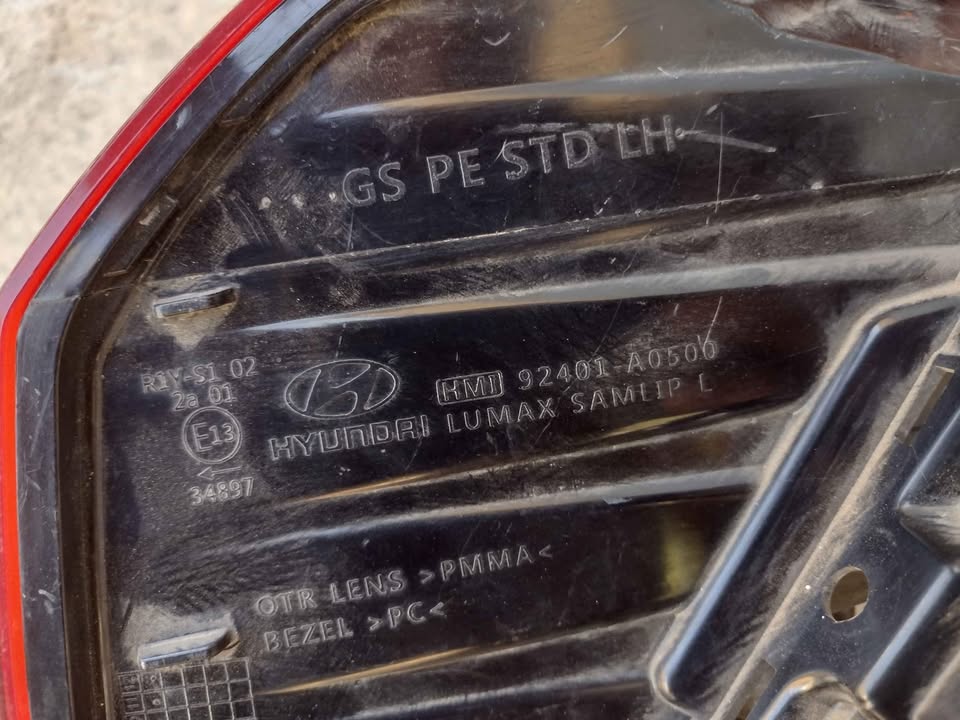 GS PE STD LH
R1Y-S1 02
2a 01
E13
34897
HYUNDAI
HMI 92401-A0500
LUMAX SAMLIP L
OTR LENS >PMMA<
BEZEL >PC<